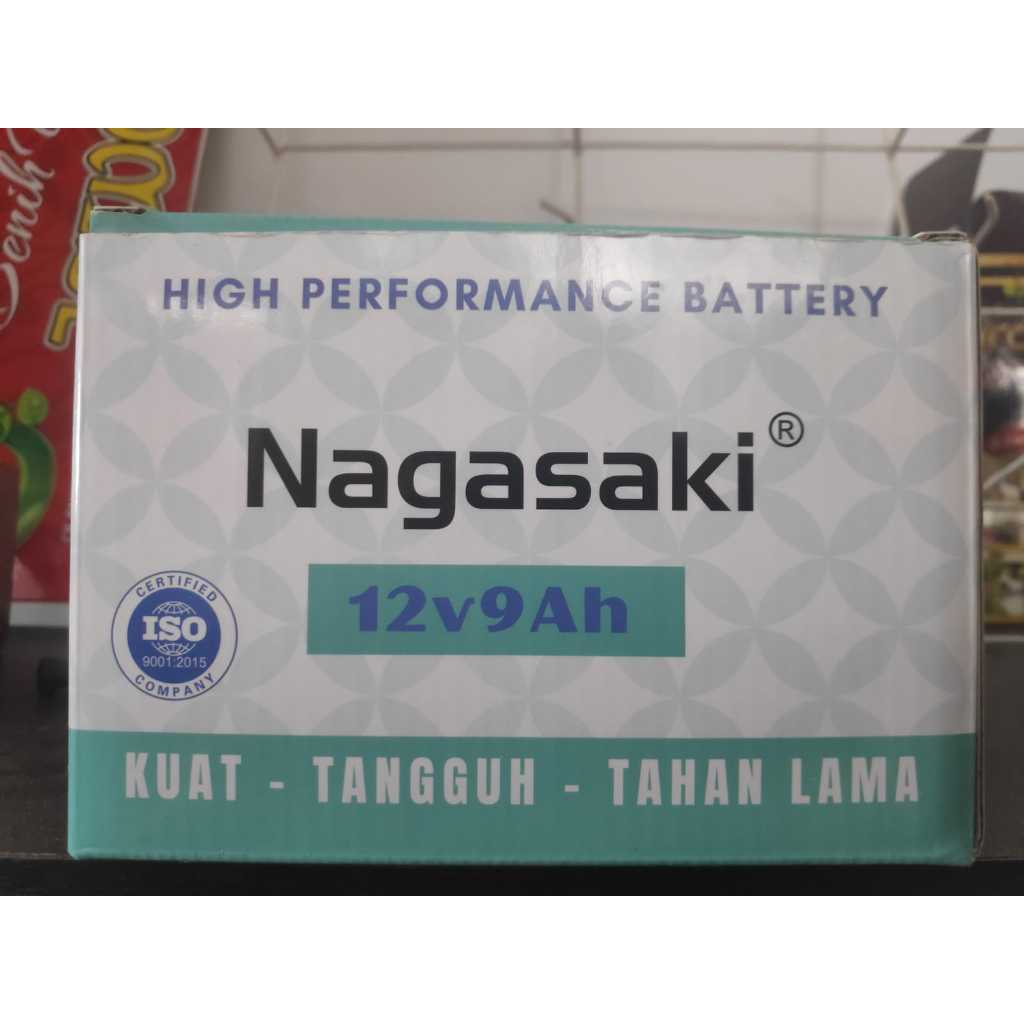 HIGH PERFORMANCE BATTERY
Nagasaki®
12v9Ah
CERTIFIED
ISO
9001:2015
COMPANY
KUAT - TANGGUH - TAHAN LAMA